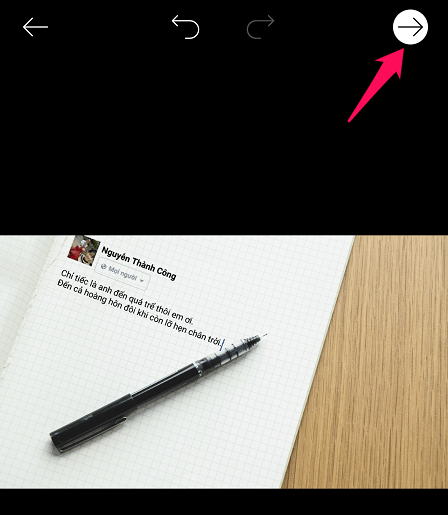 Nguyễn Thành Công
Mọi người
Chỉ tiếc là anh đến quá trể thôi em ơi.
Đến cả hoàng hôn đôi khi còn lỡ hẹn chân trời.